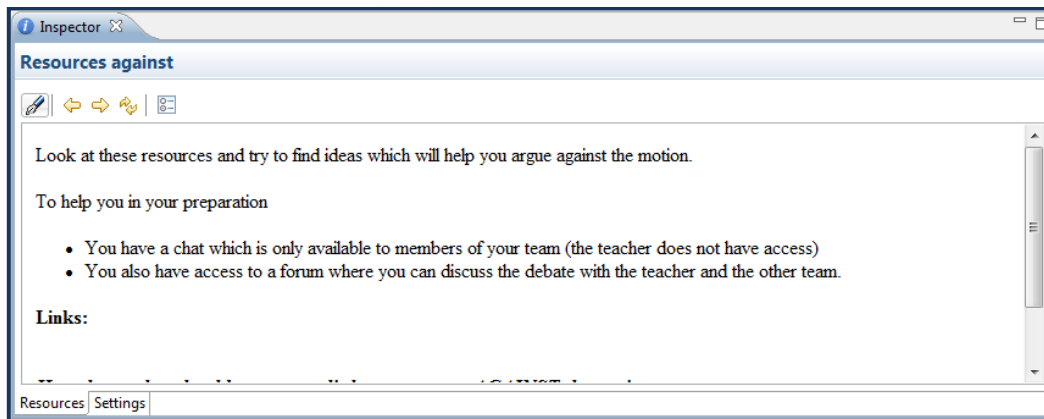 Inspector
Resources against
Look at these resources and try to find ideas which will help you argue against the motion.
To help you in your preparation
• You have a chat which is only available to members of your team (the teacher does not have access)
• You also have access to a forum where you can discuss the debate with the teacher and the other team.
Links:
AGAINST
Resources Settings